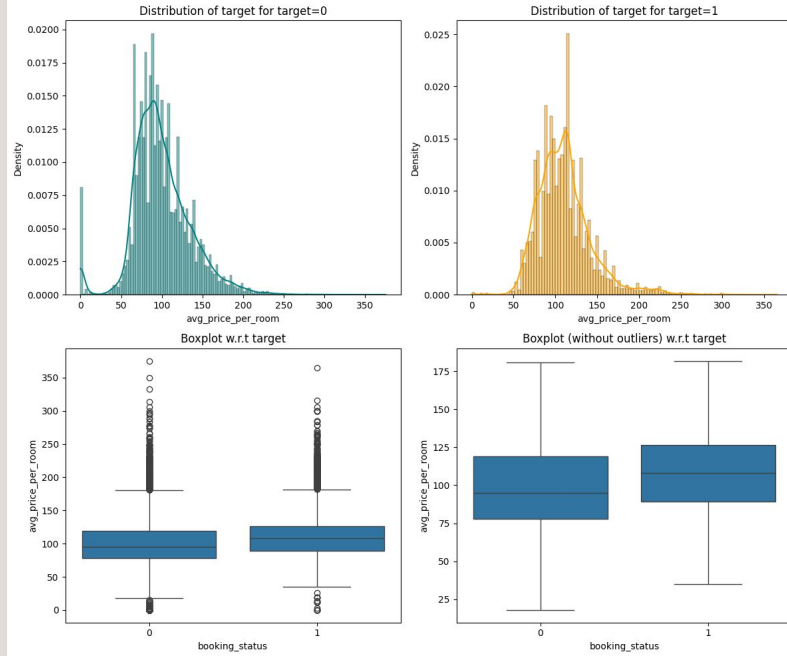 Distribution of target for target=0
0.0200
0.0175
0.0150
0.0125
0.0100
0.0075
0.0050
0.0025
0.0000
Density
0 50 100 150 200 250 300 350
avg_price_per_room
Distribution of target for target=1
0.025
0.020
0.015
0.010
0.005
0.000
Density
0 50 100 150 200 250 300 350
avg_price_per_room
Boxplot w.r.t target
350
300
250
200
150
100
50
0
avg_price_per_room
0 1
booking_status
Boxplot (without outliers) w.r.t target
175
150
125
100
75
50
25
avg_price_per_room
0 1
booking_status